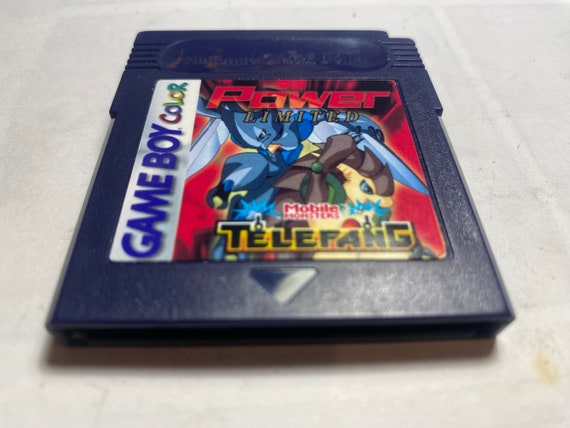 Power
LIMITED
GAME BOY COLOR
Mobile
MONSTERS
TELEFANG